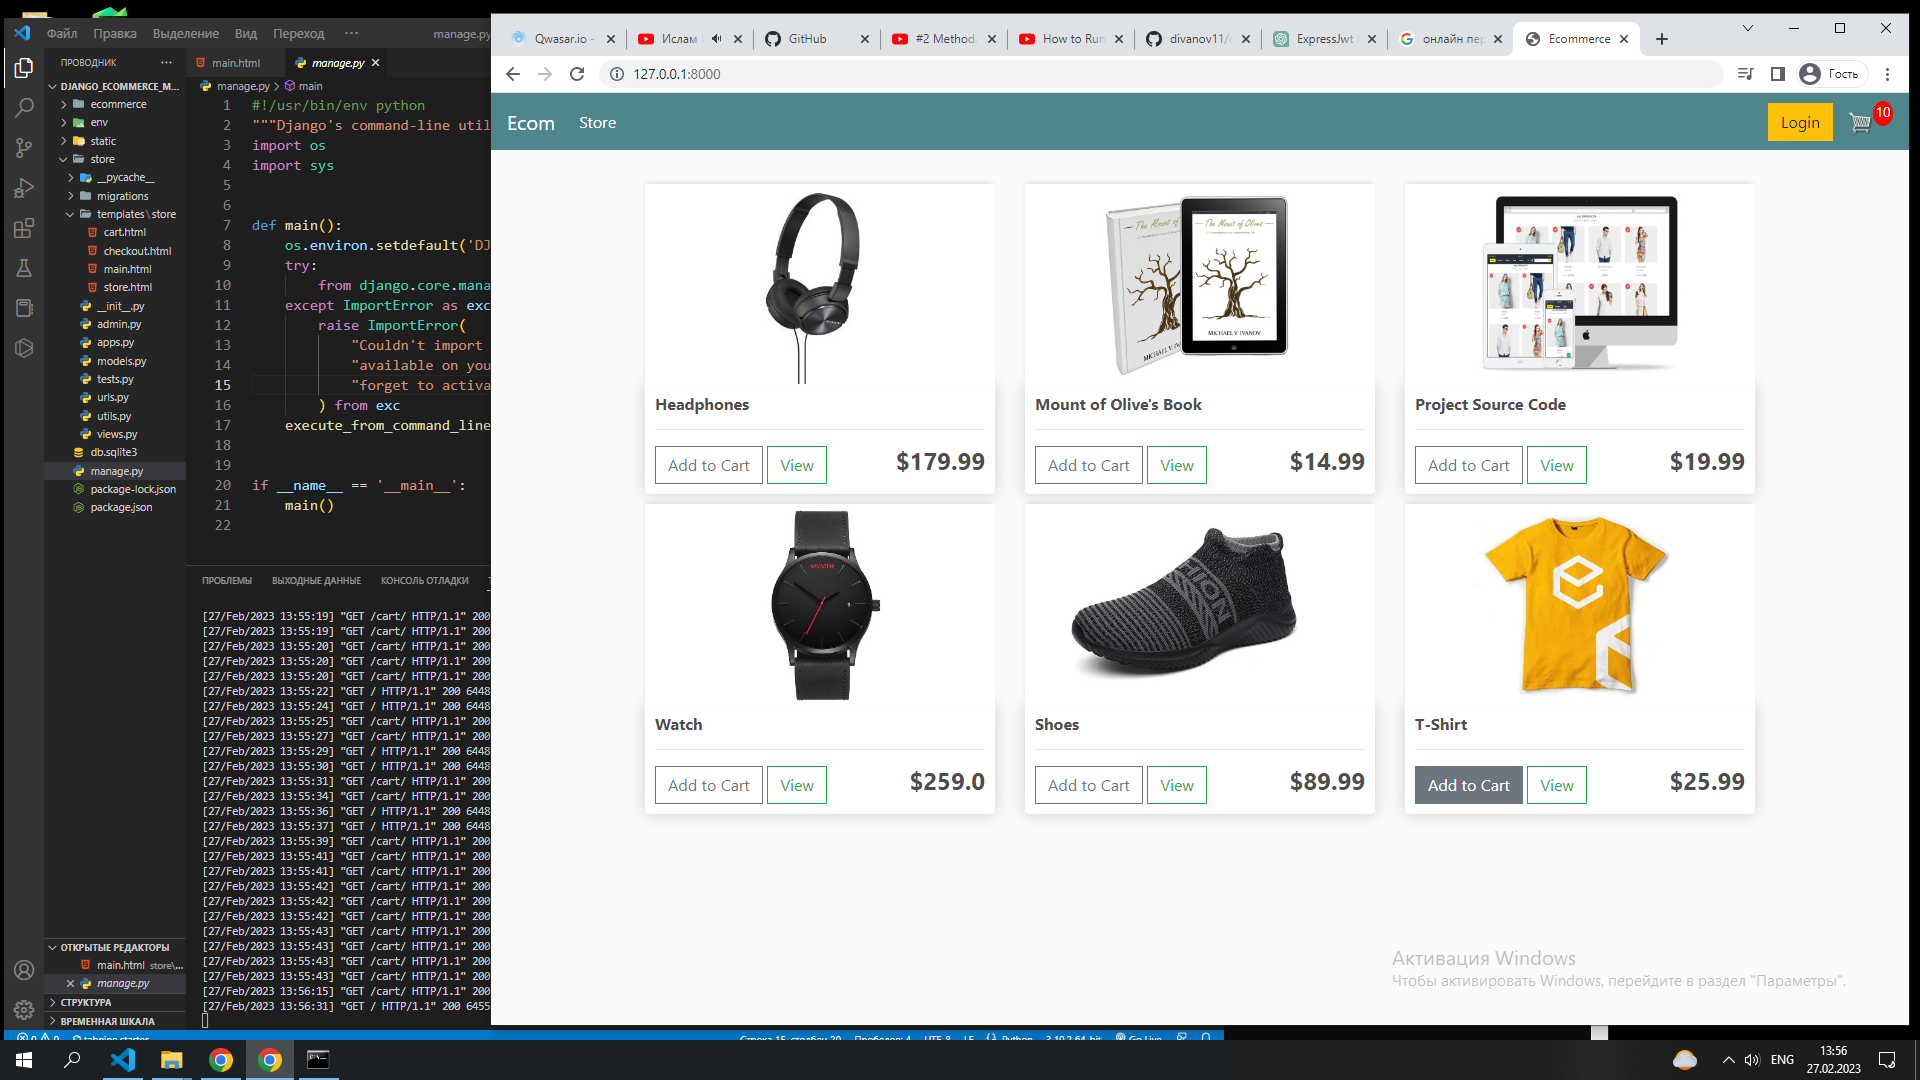 Файл Правка Выделение Вид Переход ··· manage.py
ПРОВОДНИК ···
DJANGO_ECOMMERCE_M...
ecommerce
env
static
store
__pycache__
migrations
templates\store
cart.html
checkout.html
main.html
store.html
__init__.py
admin.py
apps.py
models.py
tests.py
urls.py
utils.py
views.py
db.sqlite3
manage.py
package-lock.json
package.json
ОТКРЫТЫЕ РЕДАКТОРЫ
main.html store\...
manage.py
СТРУКТУРА
ВРЕМЕННАЯ ШКАЛА
main.html manage.py
manage.py > main
1 #!/usr/bin/env python
2 """Django's command-line util
3 import os
4 import sys
5
6
7 def main():
8 os.environ.setdefault('DJ
9 try:
10 from django.core.mana
11 except ImportError as exc
12 raise ImportError(
13 "Couldn't import
14 "available on you
15 "forget to activa
16 ) from exc
17 execute_from_command_line
18
19
20 if __name__ == '__main__':
21 main()
22
ПРОБЛЕМЫ ВЫХОДНЫЕ ДАННЫЕ КОНСОЛЬ ОТЛАДКИ
[27/Feb/2023 13:55:19] "GET /cart/ HTTP/1.1" 200
[27/Feb/2023 13:55:19] "GET /cart/ HTTP/1.1" 200
[27/Feb/2023 13:55:20] "GET /cart/ HTTP/1.1" 200
[27/Feb/2023 13:55:20] "GET /cart/ HTTP/1.1" 200
[27/Feb/2023 13:55:20] "GET /cart/ HTTP/1.1" 200
[27/Feb/2023 13:55:22] "GET / HTTP/1.1" 200 6448
[27/Feb/2023 13:55:24] "GET / HTTP/1.1" 200 6448
[27/Feb/2023 13:55:25] "GET /cart/ HTTP/1.1" 200
[27/Feb/2023 13:55:27] "GET /cart/ HTTP/1.1" 200
[27/Feb/2023 13:55:29] "GET / HTTP/1.1" 200 6448
[27/Feb/2023 13:55:30] "GET / HTTP/1.1" 200 6448
[27/Feb/2023 13:55:31] "GET /cart/ HTTP/1.1" 200
[27/Feb/2023 13:55:34] "GET /cart/ HTTP/1.1" 200
[27/Feb/2023 13:55:36] "GET / HTTP/1.1" 200 6448
[27/Feb/2023 13:55:37] "GET / HTTP/1.1" 200 6448
[27/Feb/2023 13:55:39] "GET /cart/ HTTP/1.1" 200
[27/Feb/2023 13:55:41] "GET /cart/ HTTP/1.1" 200
[27/Feb/2023 13:55:41] "GET /cart/ HTTP/1.1" 200
[27/Feb/2023 13:55:42] "GET /cart/ HTTP/1.1" 200
[27/Feb/2023 13:55:42] "GET /cart/ HTTP/1.1" 200
[27/Feb/2023 13:55:42] "GET /cart/ HTTP/1.1" 200
[27/Feb/2023 13:55:43] "GET /cart/ HTTP/1.1" 200
[27/Feb/2023 13:55:43] "GET /cart/ HTTP/1.1" 200
[27/Feb/2023 13:55:43] "GET /cart/ HTTP/1.1" 200
[27/Feb/2023 13:55:43] "GET /cart/ HTTP/1.1" 200
[27/Feb/2023 13:56:15] "GET /cart/ HTTP/1.1" 200
[27/Feb/2023 13:56:31] "GET / HTTP/1.1" 200 6455
Qwasar.io - Ислам GitHub #2 Method. How to Run divanov11/ ExpressJwt онлайн пер Ecommerce
127.0.0.1:8000 Гость
Ecom Store Login 10
The Mount of Olives
The Mount of Olives
MICHAEL V. IVANOV
Headphones
Add to Cart View $179.99
Mount of Olive's Book
Add to Cart View $14.99
Project Source Code
Add to Cart View $19.99
Watch
Add to Cart View $259.0
Shoes
Add to Cart View $89.99
T-Shirt
Add to Cart View $25.99
Активация Windows
Чтобы активировать Windows, перейдите в раздел "Параметры".
ENG 13:56
27.02.2023